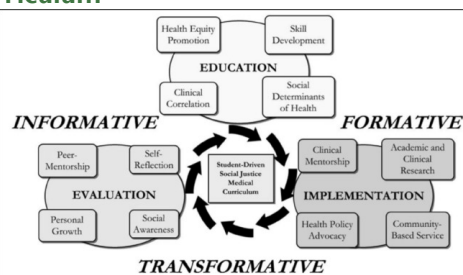 Health Equity
Promotion
Skill
Development
EDUCATION
Clinical
Correlation
Social
Determinants
of Health
INFORMATIVE
FORMATIVE
Peer-
Mentorship
Self-
Reflection
EVALUATION
Personal
Growth
Social
Awareness
Student-Driven
Social Justice
Medical
Curriculum
Clinical
Mentorship
Academic and
Clinical
Research
IMPLEMENTATION
Health Policy
Advocacy
Community-
Based Service
TRANSFORMATIVE